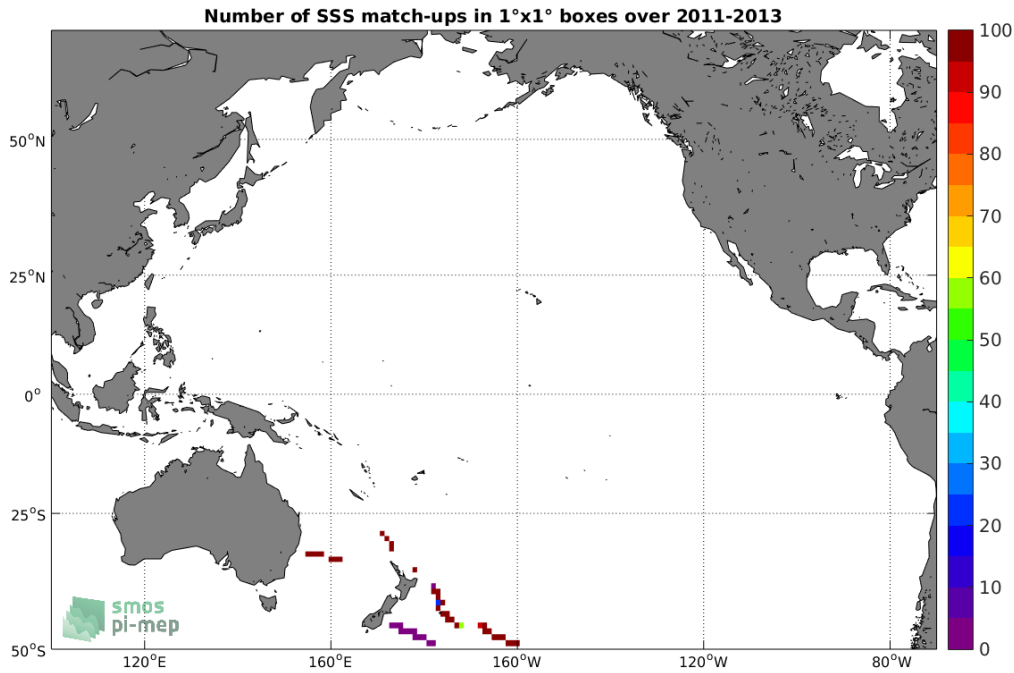 Number of SSS match-ups in 1°x1° boxes over 2011-2013
50°N
25°N
0°
25°S
50°S
120°E
160°E
160°W
120°W
80°W
100
90
80
70
60
50
40
30
20
10
0
smos
pi-mep